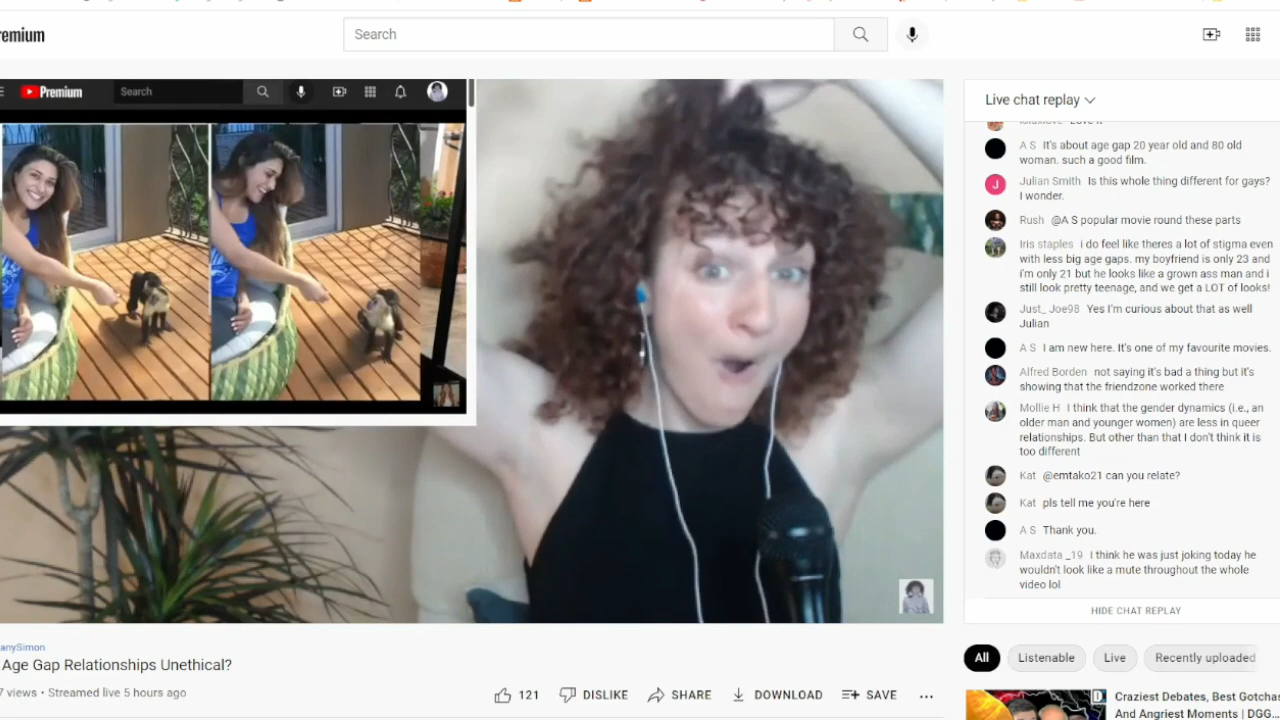 remium
Search
Premium
Search
Live chat replay
A S It's about age gap 20 year old and 80 old
woman. such a good film.
Julian Smith Is this whole thing different for gays?
I wonder.
Rush @A S popular movie round these parts
Iris staples i do feel like theres a lot of stigma even
with less big age gaps. my boyfriend is only 23 and
i'm only 21 but he looks like a grown ass man and i
still look pretty teenage, and we get a LOT of looks!
Just_ Joe98 Yes I'm curious about that as well
Julian
A S I am new here. It's one of my favourite movies.
Alfred Borden not saying it's bad a thing but it's
showing that the friendzone worked there
Mollie H I think that the gender dynamics (i.e., an
older man and younger women) are less in queer
relationships. But other than that I don't think it is
too different
Kat @emtako21 can you relate?
Kat pls tell me you're here
A S Thank you.
Maxdata _19 I think he was just joking today he
wouldn't look like a mute throughout the whole
video lol
HIDE CHAT REPLAY
anySimon
Age Gap Relationships Unethical?
7 views • Streamed live 5 hours ago
121 DISLIKE SHARE DOWNLOAD SAVE
All Listenable Live Recently uploaded
Craziest Debates, Best Gotchas
And Angriest Moments | DGG...